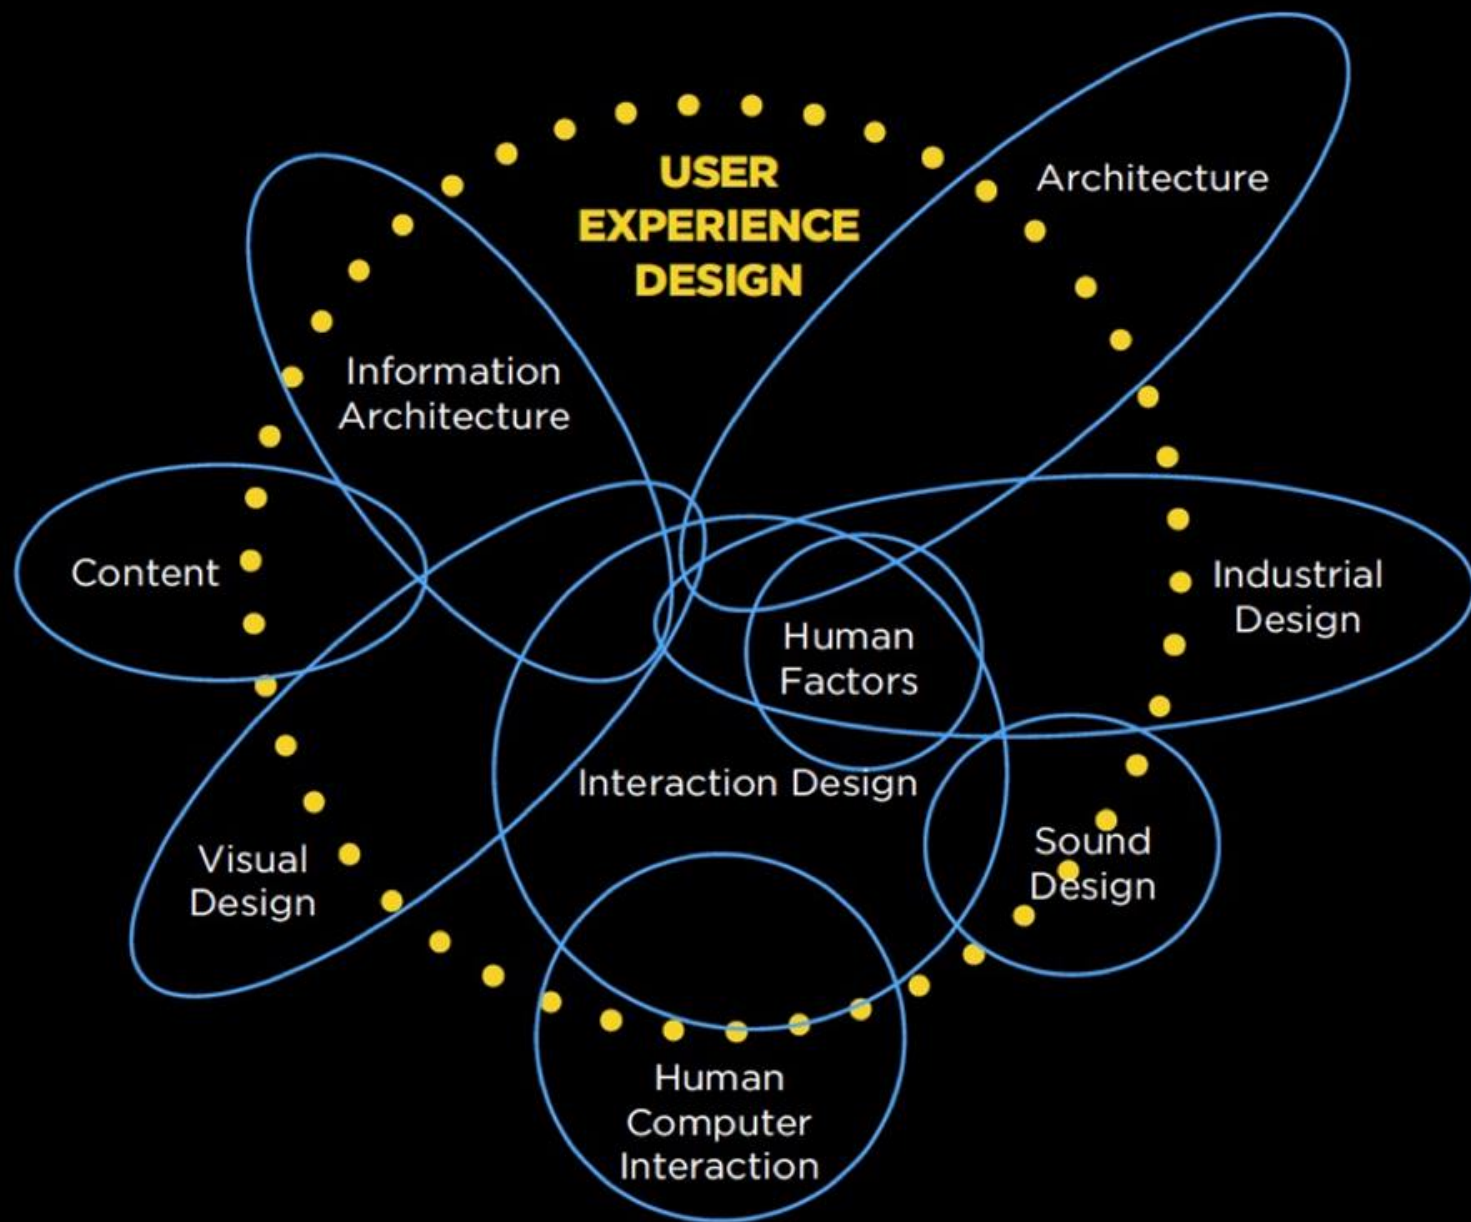 USER
EXPERIENCE
DESIGN
Architecture
Information
Architecture
Content
Industrial
Design
Human
Factors
Interaction Design
Sound
Design
Visual
Design
Human
Computer
Interaction